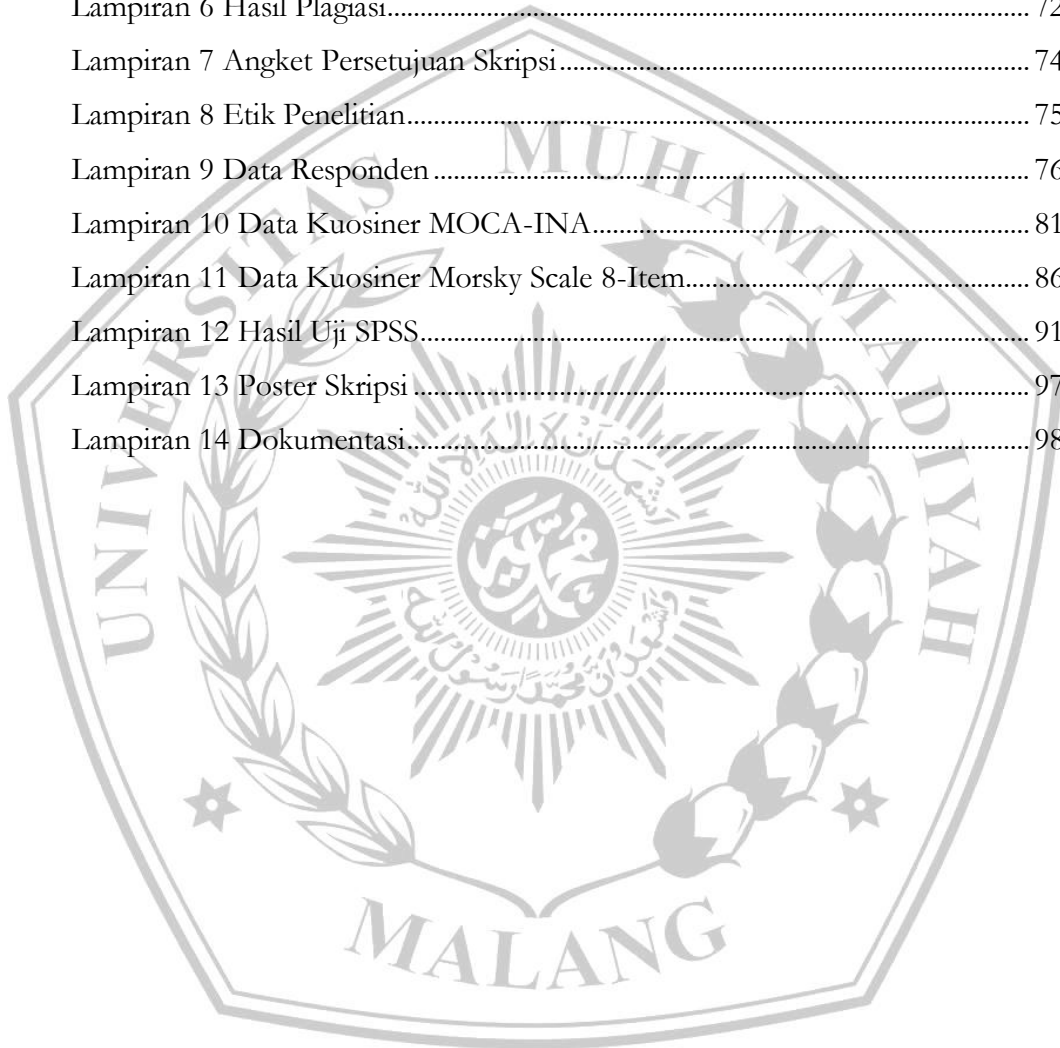 Lampiran 6 Hasil Plagiasi........ 72
Lampiran 7 Angket Persetujuan Skripsi........ 74
Lampiran 8 Etik Penelitian........ 75
Lampiran 9 Data Responden........ 76
Lampiran 10 Data Kuosiner MOCA-INA........ 81
Lampiran 11 Data Kuosiner Morsky Scale 8-Item........ 86
Lampiran 12 Hasil Uji SPSS........ 91
Lampiran 13 Poster Skripsi........ 97
Lampiran 14 Dokumentasi........ 98
UNIVERSITAS MUHAMMADIYAH
MALANG